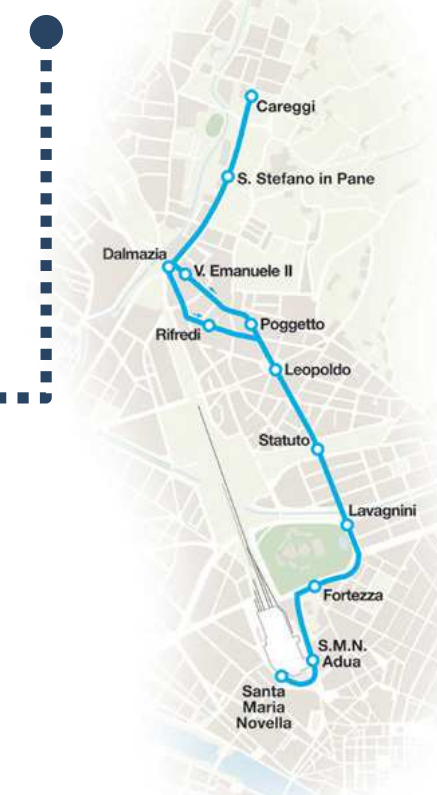 Careggi
S. Stefano in Pane
Dalmazia
V. Emanuele II
Poggetto
Rifredi
Leopoldo
Statuto
Lavagnini
Fortezza
S.M.N.
Adua
Santa
Maria
Novella